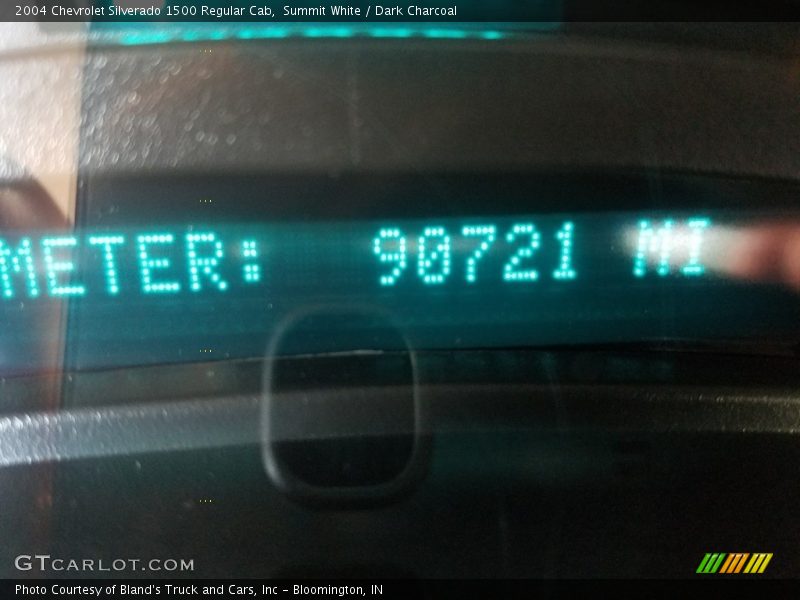 2004 Chevrolet Silverado 1500 Regular Cab,  Summit White / Dark Charcoal
METER:  90721 MI
GTCARLOT.COM
Photo Courtesy of Bland's Truck and Cars, Inc - Bloomington, IN